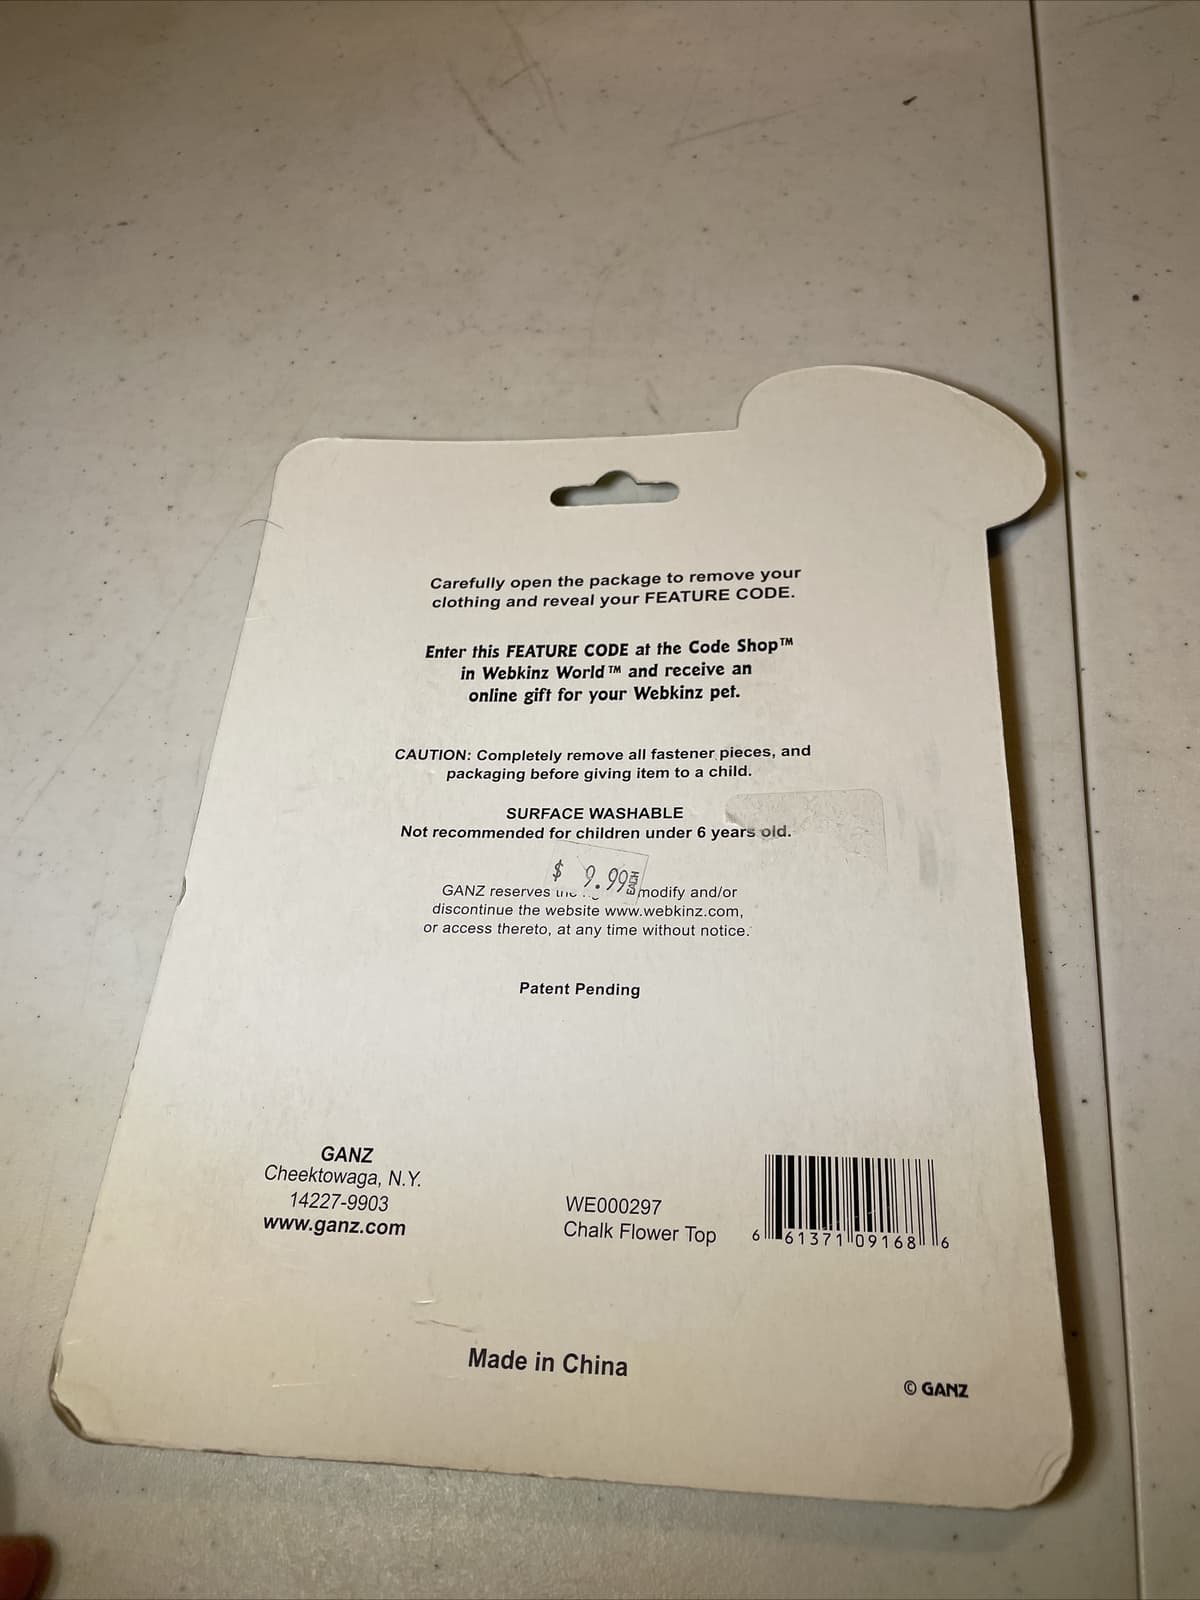 Carefully open the package to remove your
clothing and reveal your FEATURE CODE.
Enter this FEATURE CODE at the Code Shop™
in Webkinz World™ and receive an
online gift for your Webkinz pet.
CAUTION: Completely remove all fastener pieces, and
packaging before giving item to a child.
SURFACE WASHABLE
Not recommended for children under 6 years old.
$ 9.99 EACH
GANZ reserves modify and/or
discontinue the website www.webkinz.com,
or access thereto, at any time without notice.
Patent Pending
GANZ
Cheektowaga, N.Y.
14227-9903
www.ganz.com
WE000297
Chalk Flower Top
6 61371 09168 6
Made in China
© GANZ